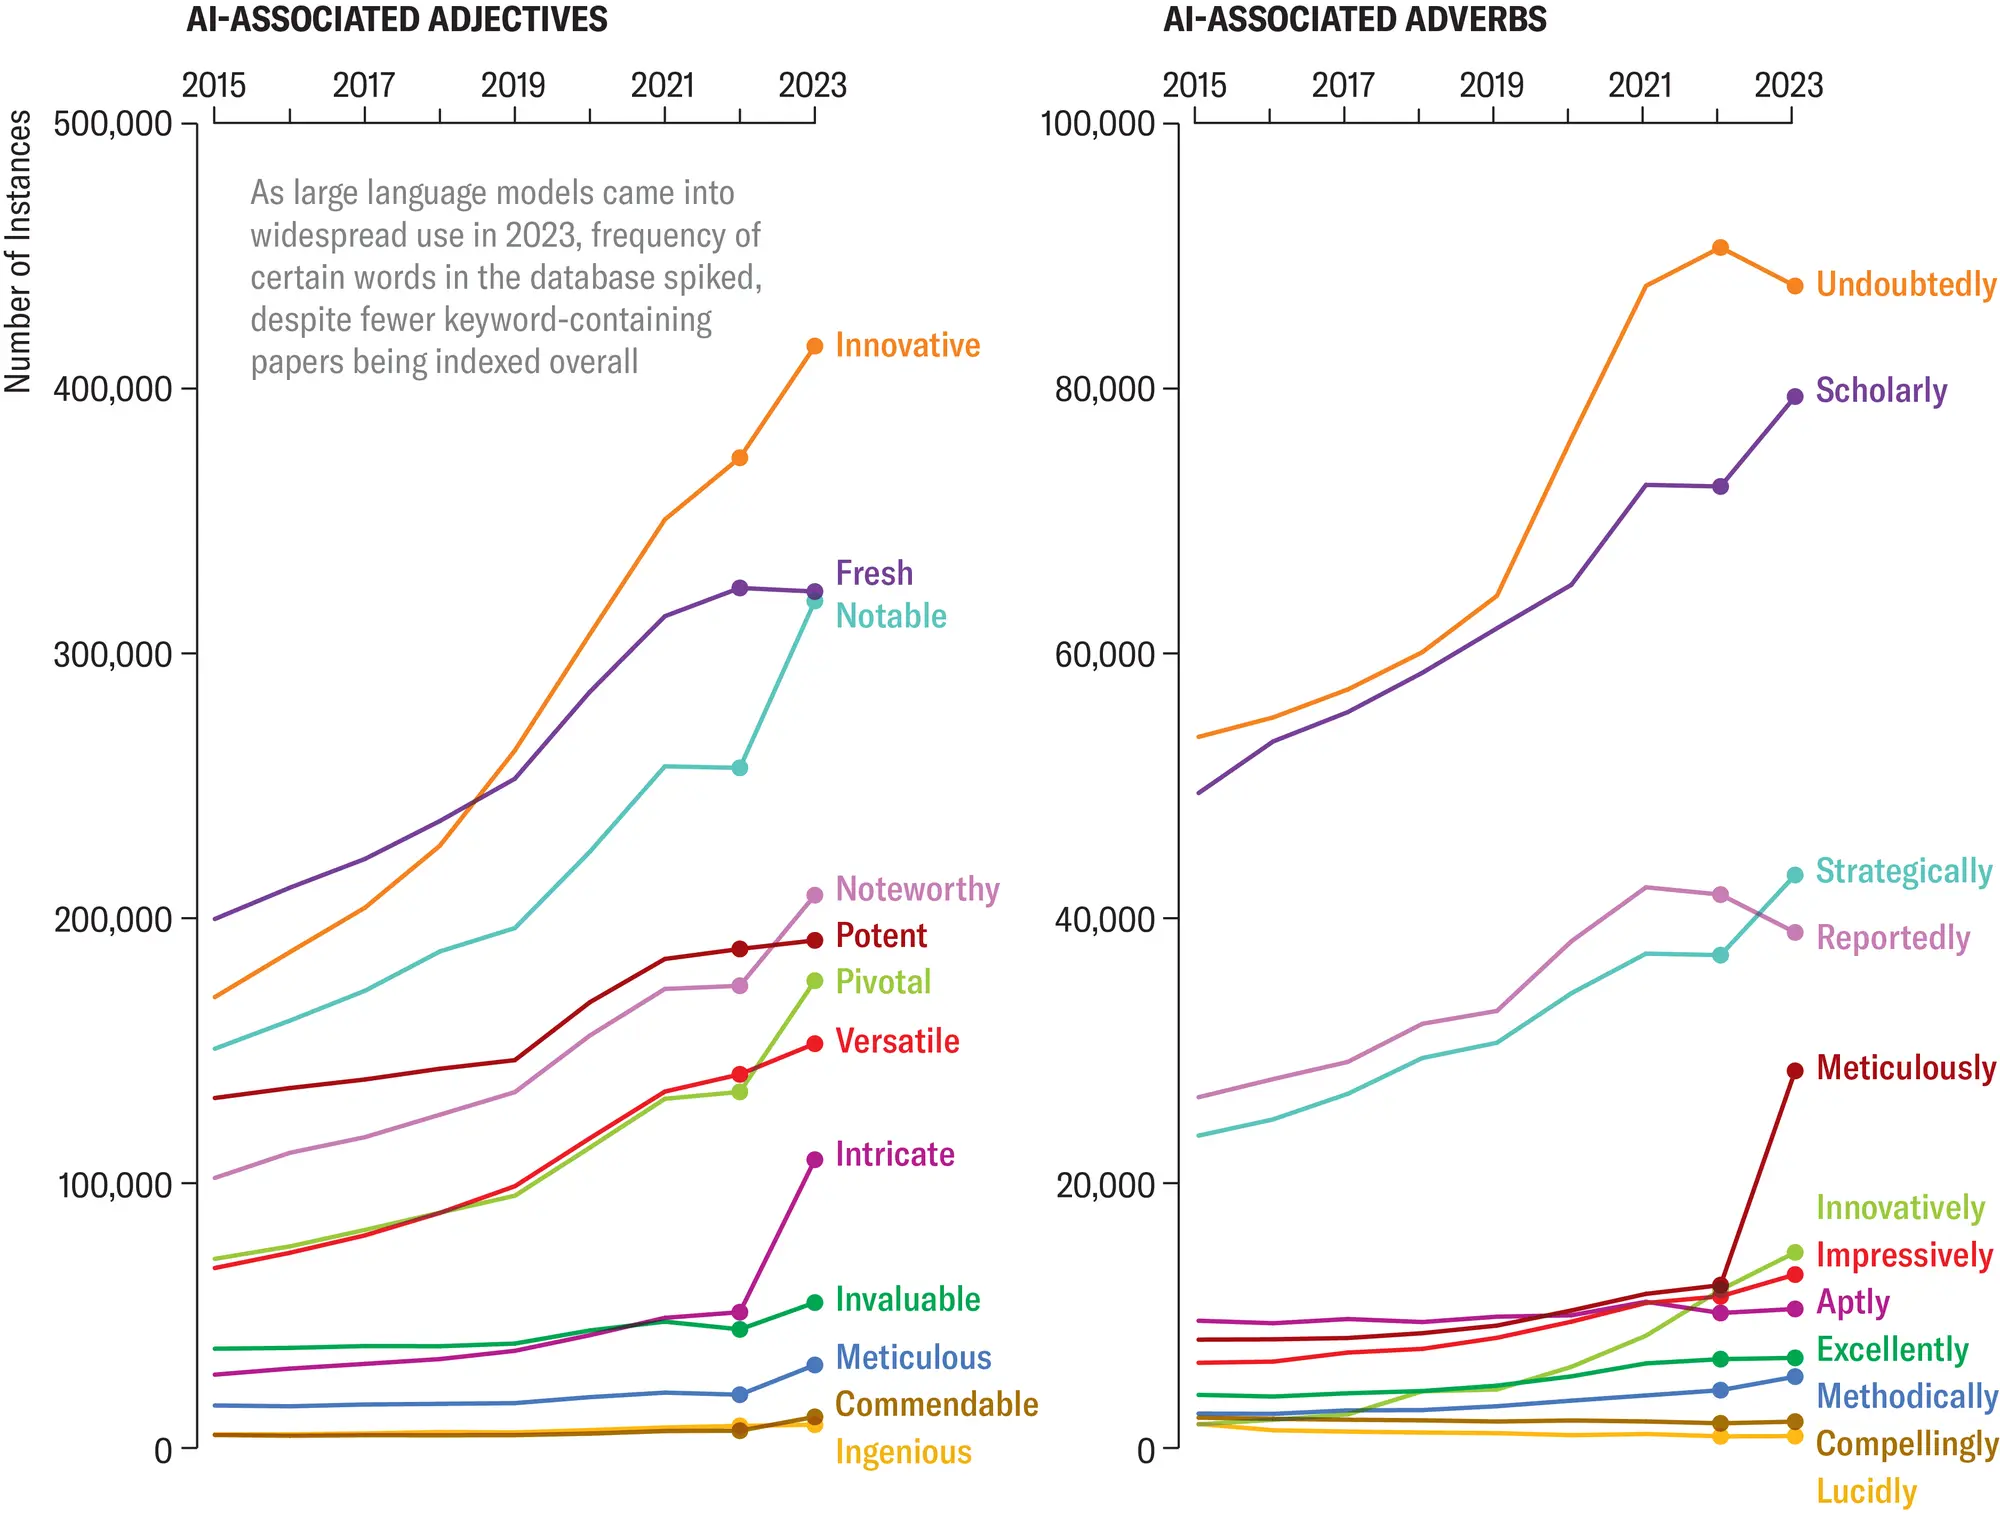 AI-ASSOCIATED ADJECTIVES
2015 2017 2019 2021 2023
Number of Instances
500,000
400,000
300,000
200,000
100,000
0
As large language models came into
widespread use in 2023, frequency of
certain words in the database spiked,
despite fewer keyword-containing
papers being indexed overall
Innovative
Fresh
Notable
Noteworthy
Potent
Pivotal
Versatile
Intricate
Invaluable
Meticulous
Commendable
Ingenious
AI-ASSOCIATED ADVERBS
2015 2017 2019 2021 2023
100,000
80,000
60,000
40,000
20,000
0
Undoubtedly
Scholarly
Strategically
Reportedly
Meticulously
Innovatively
Impressively
Aptly
Excellently
Methodically
Compellingly
Lucidly